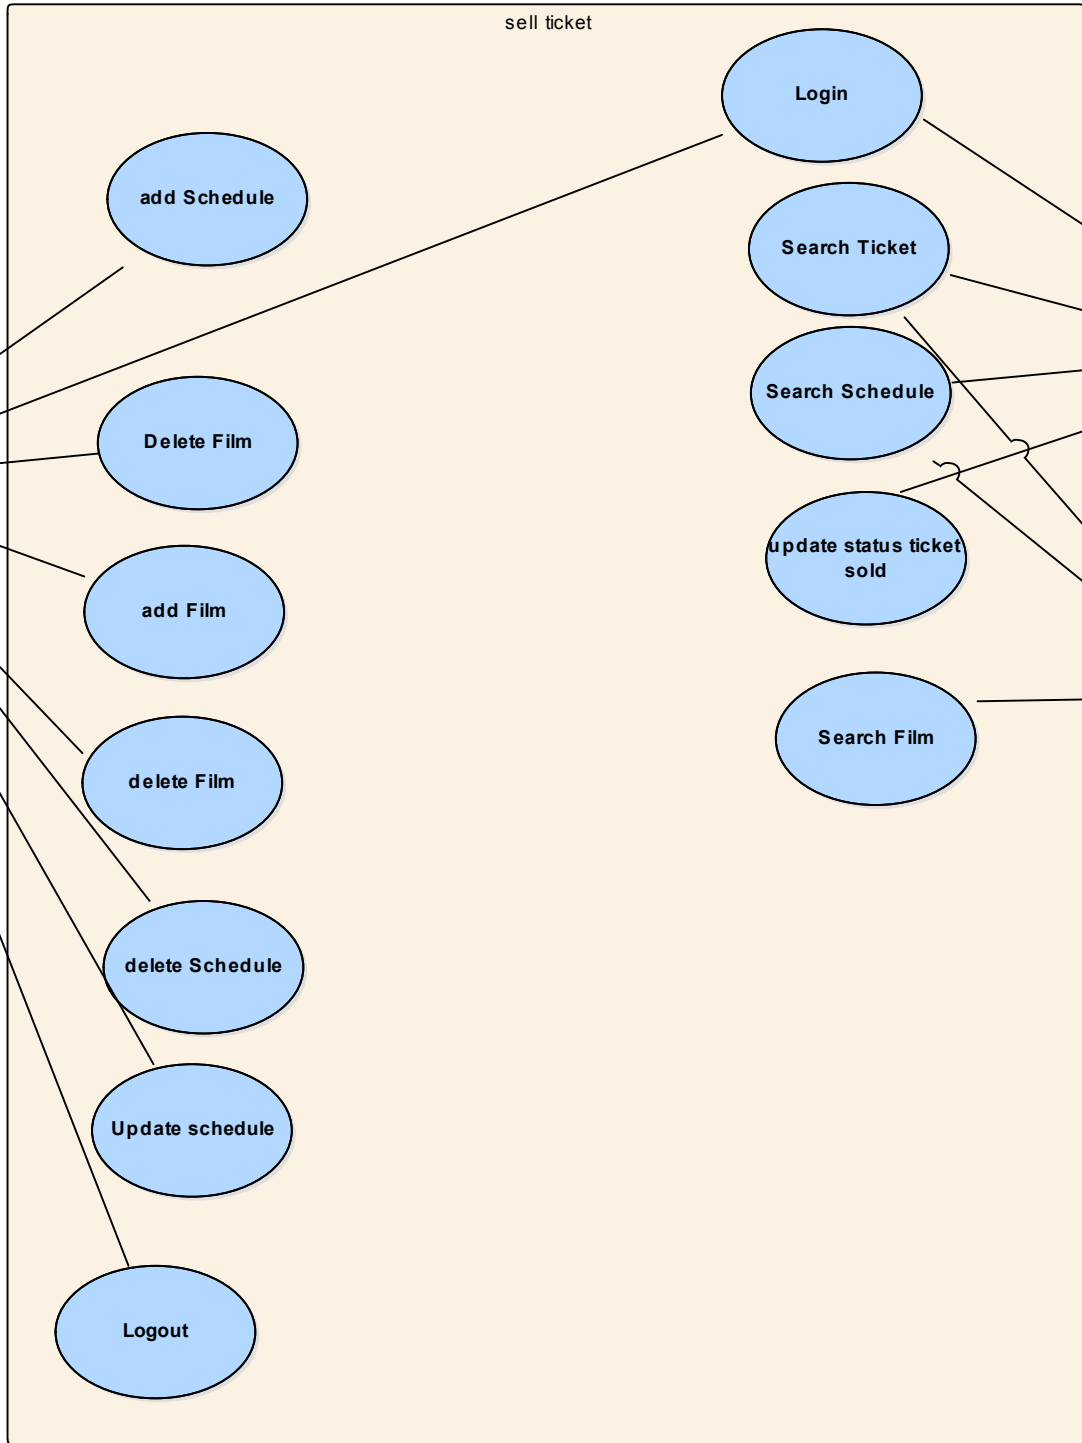 sell ticket
Login
add Schedule
Search Ticket
Search Schedule
Delete Film
update status ticket
sold
add Film
Search Film
delete Film
delete Schedule
Update schedule
Logout